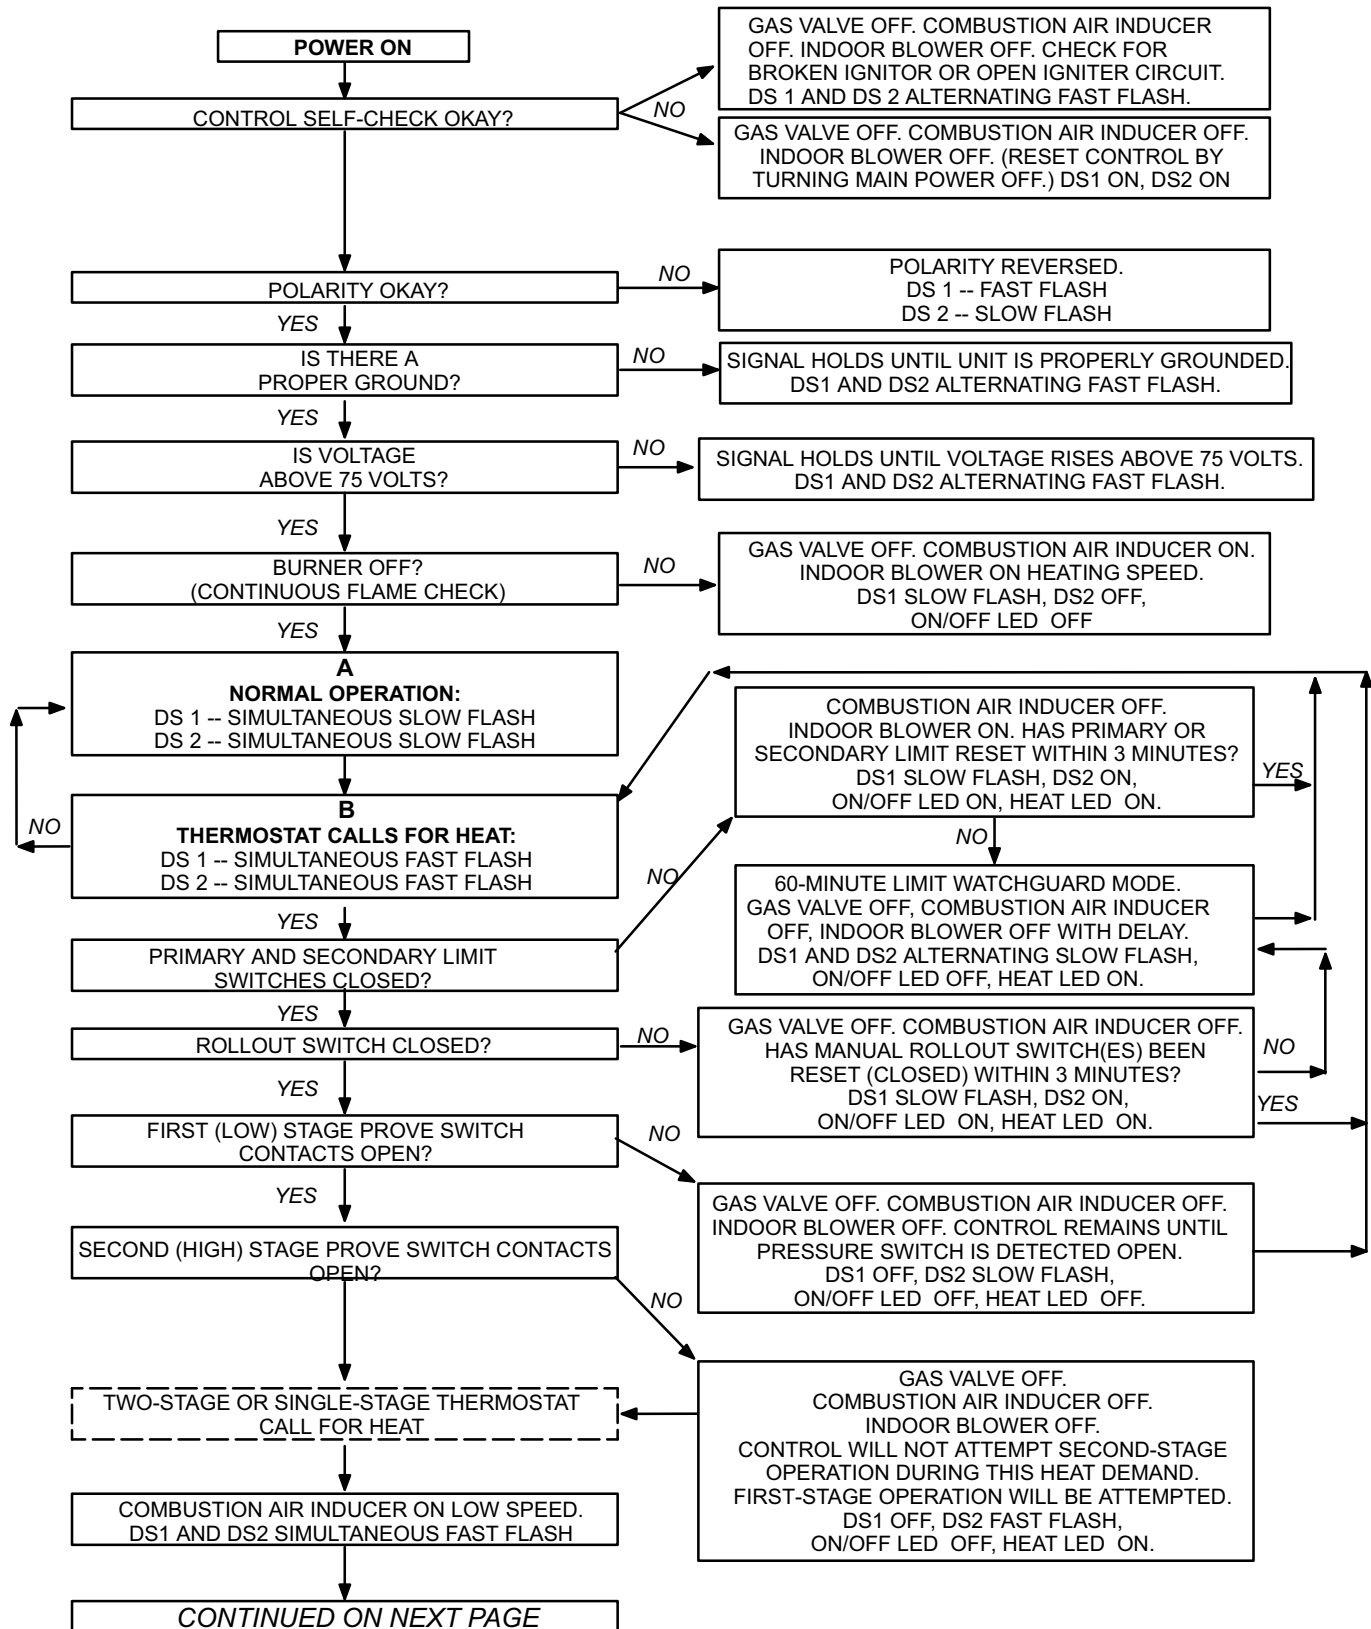 POWER ON
GAS VALVE OFF. COMBUSTION AIR INDUCER
OFF. INDOOR BLOWER OFF. CHECK FOR
BROKEN IGNITOR OR OPEN IGNITER CIRCUIT.
DS 1 AND DS 2 ALTERNATING FAST FLASH.
CONTROL SELF-CHECK OKAY?
NO
GAS VALVE OFF. COMBUSTION AIR INDUCER OFF.
INDOOR BLOWER OFF. (RESET CONTROL BY
TURNING MAIN POWER OFF.) DS1 ON, DS2 ON
POLARITY OKAY?
NO
POLARITY REVERSED.
DS 1 -- FAST FLASH
DS 2 -- SLOW FLASH
YES
IS THERE A
PROPER GROUND?
NO
SIGNAL HOLDS UNTIL UNIT IS PROPERLY GROUNDED.
DS1 AND DS2 ALTERNATING FAST FLASH.
YES
IS VOLTAGE
ABOVE 75 VOLTS?
NO
SIGNAL HOLDS UNTIL VOLTAGE RISES ABOVE 75 VOLTS.
DS1 AND DS2 ALTERNATING FAST FLASH.
YES
BURNER OFF?
(CONTINUOUS FLAME CHECK)
NO
GAS VALVE OFF. COMBUSTION AIR INDUCER ON.
INDOOR BLOWER ON HEATING SPEED.
DS1 SLOW FLASH, DS2 OFF,
ON/OFF LED OFF
YES
A
NORMAL OPERATION:
DS 1 -- SIMULTANEOUS SLOW FLASH
DS 2 -- SIMULTANEOUS SLOW FLASH
COMBUSTION AIR INDUCER OFF.
INDOOR BLOWER ON. HAS PRIMARY OR
SECONDARY LIMIT RESET WITHIN 3 MINUTES?
DS1 SLOW FLASH, DS2 ON,
ON/OFF LED ON, HEAT LED ON.
YES
NO
B
THERMOSTAT CALLS FOR HEAT:
DS 1 -- SIMULTANEOUS FAST FLASH
DS 2 -- SIMULTANEOUS FAST FLASH
NO
NO
60-MINUTE LIMIT WATCHGUARD MODE.
GAS VALVE OFF, COMBUSTION AIR INDUCER
OFF, INDOOR BLOWER OFF WITH DELAY.
DS1 AND DS2 ALTERNATING SLOW FLASH,
ON/OFF LED OFF, HEAT LED ON.
YES
PRIMARY AND SECONDARY LIMIT
SWITCHES CLOSED?
YES
ROLLOUT SWITCH CLOSED?
NO
GAS VALVE OFF. COMBUSTION AIR INDUCER OFF.
HAS MANUAL ROLLOUT SWITCH(ES) BEEN
RESET (CLOSED) WITHIN 3 MINUTES?
DS1 SLOW FLASH, DS2 ON,
ON/OFF LED ON, HEAT LED ON.
NO
YES
YES
FIRST (LOW) STAGE PROVE SWITCH
CONTACTS OPEN?
NO
YES
GAS VALVE OFF. COMBUSTION AIR INDUCER OFF.
INDOOR BLOWER OFF. CONTROL REMAINS UNTIL
PRESSURE SWITCH IS DETECTED OPEN.
DS1 OFF, DS2 SLOW FLASH,
ON/OFF LED OFF, HEAT LED OFF.
SECOND (HIGH) STAGE PROVE SWITCH CONTACTS
OPEN?
NO
GAS VALVE OFF.
COMBUSTION AIR INDUCER OFF.
INDOOR BLOWER OFF.
CONTROL WILL NOT ATTEMPT SECOND-STAGE
OPERATION DURING THIS HEAT DEMAND.
FIRST-STAGE OPERATION WILL BE ATTEMPTED.
DS1 OFF, DS2 FAST FLASH,
ON/OFF LED OFF, HEAT LED ON.
TWO-STAGE OR SINGLE-STAGE THERMOSTAT
CALL FOR HEAT
COMBUSTION AIR INDUCER ON LOW SPEED.
DS1 AND DS2 SIMULTANEOUS FAST FLASH
CONTINUED ON NEXT PAGE